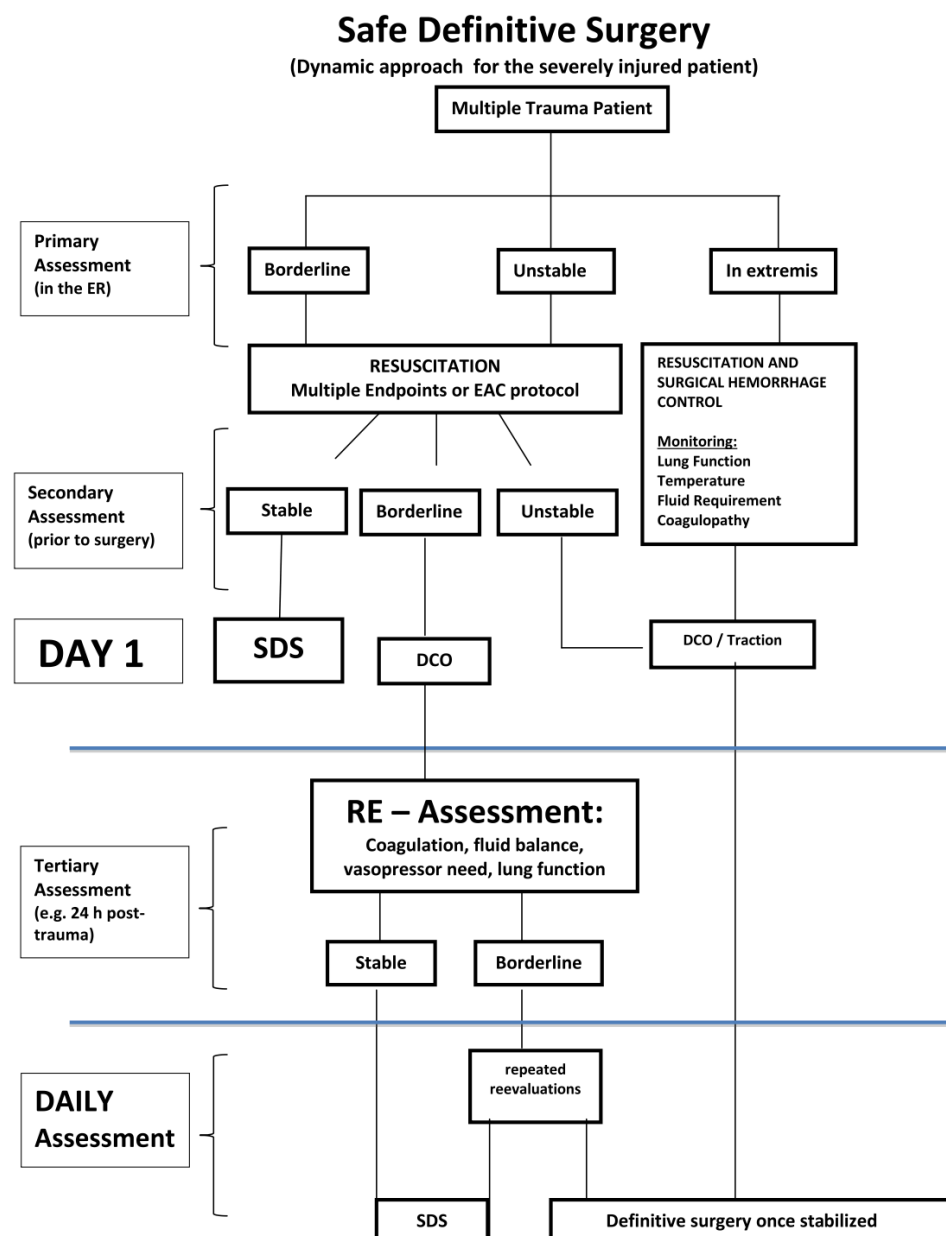 Safe Definitive Surgery
(Dynamic approach for the severely injured patient)
Multiple Trauma Patient
Primary
Assessment
(in the ER)
Borderline
Unstable
In extremis
RESUSCITATION
Multiple Endpoints or EAC protocol
RESUSCITATION AND
SURGICAL HEMORRHAGE
CONTROL
Monitoring:
Lung Function
Temperature
Fluid Requirement
Coagulopathy
Secondary
Assessment
(prior to surgery)
Stable
Borderline
Unstable
DAY 1
SDS
DCO
DCO / Traction
RE – Assessment:
Coagulation, fluid balance,
vasopressor need, lung function
Tertiary
Assessment
(e.g. 24 h post-
trauma)
Stable
Borderline
DAILY
Assessment
repeated
reevaluations
SDS
Definitive surgery once stabilized